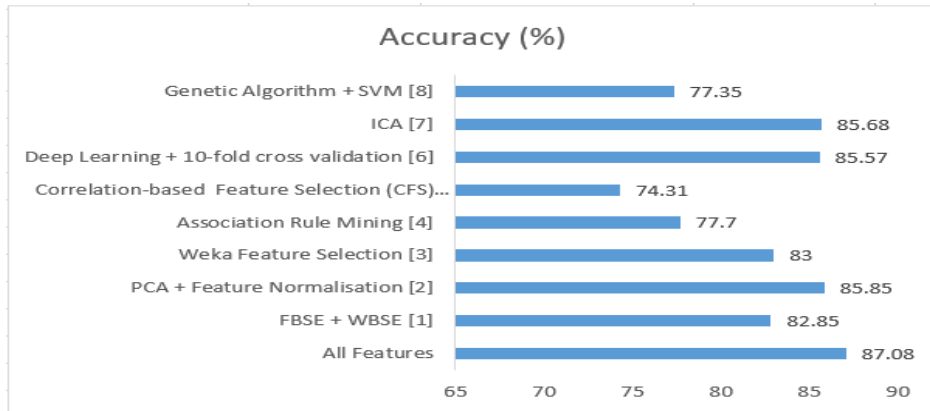 Accuracy (%)
Genetic Algorithm + SVM [8] 77.35
ICA [7] 85.68
Deep Learning + 10-fold cross validation [6] 85.57
Correlation-based Feature Selection (CFS)... 74.31
Association Rule Mining [4] 77.7
Weka Feature Selection [3] 83
PCA + Feature Normalisation [2] 85.85
FBSE + WBSE [1] 82.85
All Features 87.08
65 70 75 80 85 90